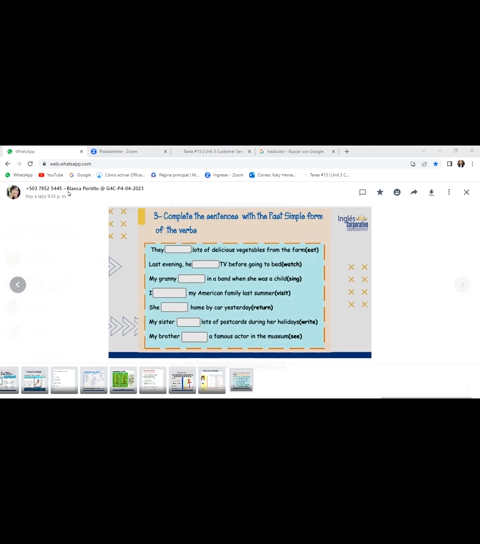 WhatsApp
Posasistente - Zoom
Tarea #15 | Unit 3 Customer Ser
traductor - Buscar con Google
web.whatsapp.com
WhatsApp
YouTube
Google
Cómo activar Office...
Página principal | M...
Ingresar - Zoom
Correo: Katy Herna...
Tarea #15 | Unit 3 C...
+503 7852 5445 ~Blanca Portillo @ G4C-P4-04-2023
hoy a la(s) 9:03 p. m.
3- Complete the sentences with the Past Simple form
of the verbs
Inglés
Corporativo
They lots of delicious vegetables from the farm(eat)
Last evening, he TV before going to bed(watch)
My granny in a band when she was a child(sing)
I my American family last summer(visit)
She home by car yesterday(return)
My sister lots of postcards during her holidays(write)
My brother a famous actor in the museum(see)